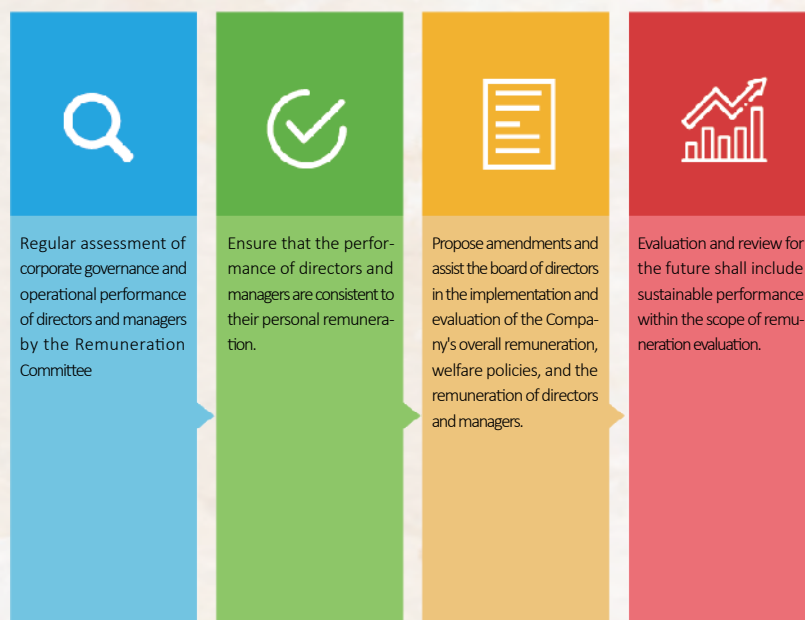 Regular assessment of
corporate governance and
operational performance
of directors and managers
by the Remuneration
Committee
Ensure that the perfor-
mance of directors and
managers are consistent to
their personal remunera-
tion.
Propose amendments and
assist the board of directors
in the implementation and
evaluation of the Compa-
ny's overall remuneration,
welfare policies, and the
remuneration of directors
and managers.
Evaluation and review for
the future shall include
sustainable performance
within the scope of remu-
neration evaluation.